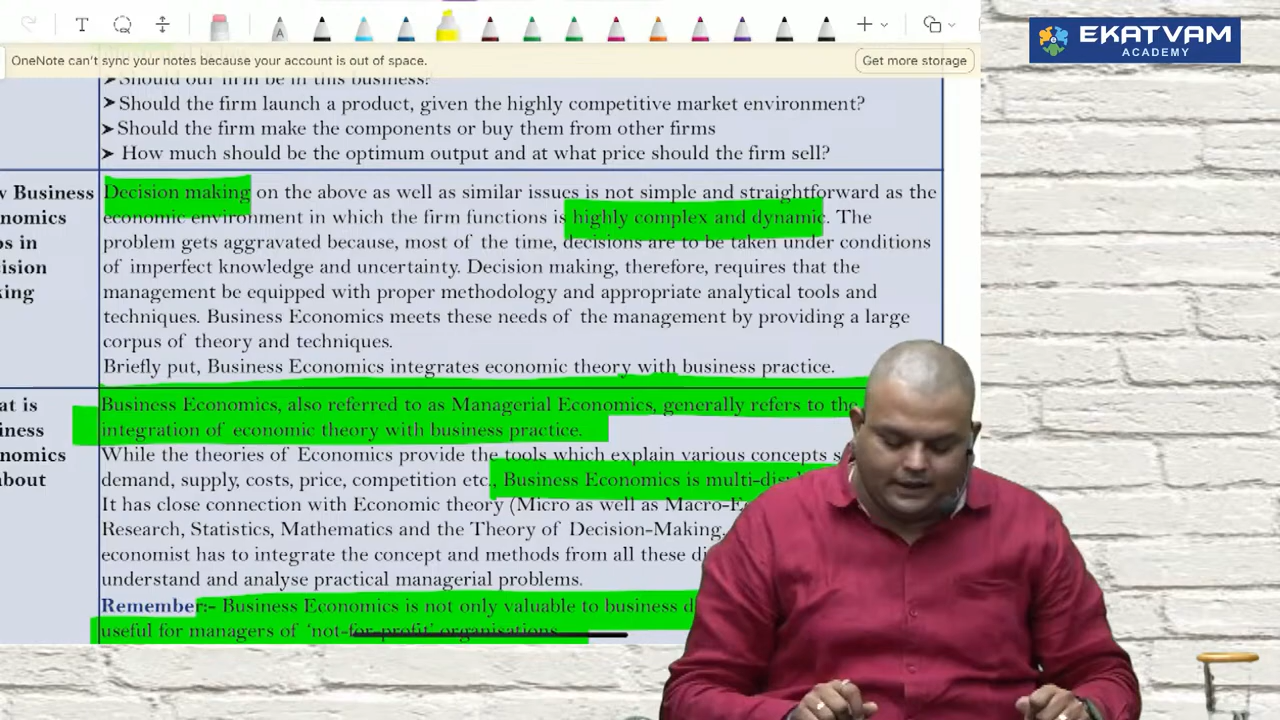 T
A
EKATVAM
ACADEMY
OneNote can't sync your notes because your account is out of space.
Get more storage
➤ Should our firm be in this business?
➤ Should the firm launch a product, given the highly competitive market environment?
➤ Should the firm make the components or buy them from other firms
➤ How much should be the optimum output and at what price should the firm sell?
Business
Decision making on the above as well as similar issues is not simple and straightforward as the
economic environment in which the firm functions is highly complex and dynamic. The
problem gets aggravated because, most of the time, decisions are to be taken under conditions
of imperfect knowledge and uncertainty. Decision making, therefore, requires that the
management be equipped with proper methodology and appropriate analytical tools and
techniques. Business Economics meets these needs of the management by providing a large
corpus of theory and techniques.
Briefly put, Business Economics integrates economic theory with business practice.
Business Economics, also referred to as Managerial Economics, generally refers to the
integration of economic theory with business practice.
While the theories of Economics provide the tools which explain various concepts
demand, supply, costs, price, competition etc., Business Economics is
It has close connection with Economic theory (Micro as well as
Research, Statistics, Mathematics and the Theory of Decision-Making.
economist has to integrate the concept and methods from all these
understand and analyse practical managerial problems.
Remember:- Business Economics is not only valuable to business
useful for managers of 'not-for-profit' organisations